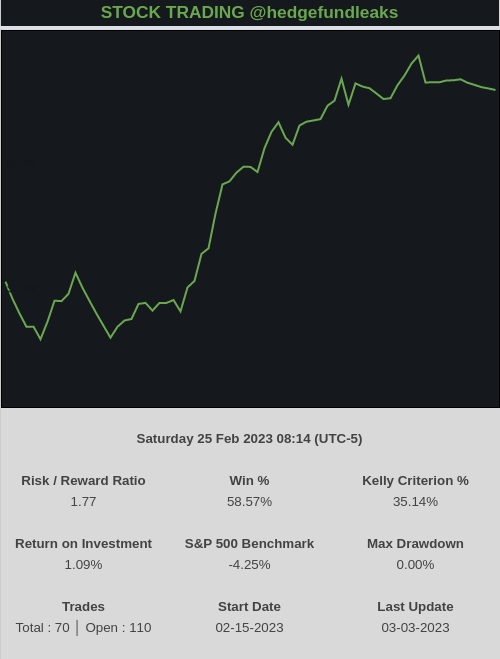 STOCK TRADING @hedgefundleaks
Saturday 25 Feb 2023 08:14 (UTC-5)
Risk / Reward Ratio Win % Kelly Criterion %
1.77 58.57% 35.14%
Return on Investment S&P 500 Benchmark Max Drawdown
1.09% -4.25% 0.00%
Trades Start Date Last Update
Total : 70 │ Open : 110 02-15-2023 03-03-2023